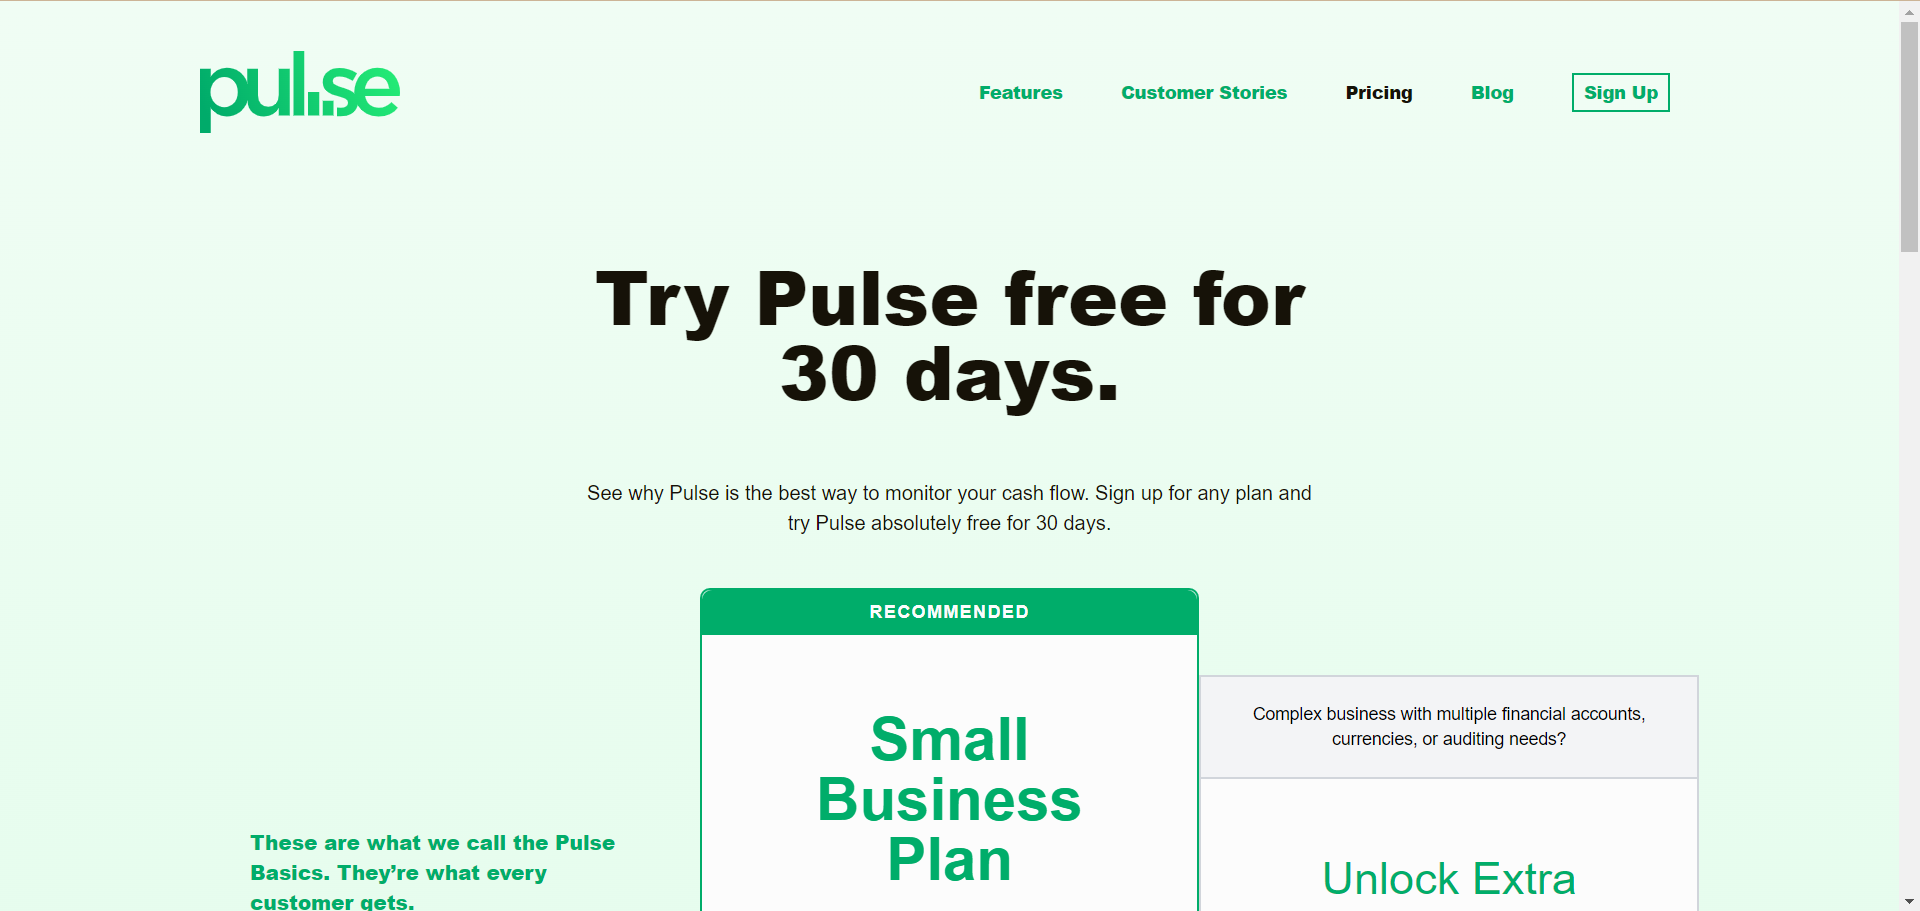 pulse
Features
Customer Stories
Pricing
Blog
Sign Up
Try Pulse free for
30 days.
See why Pulse is the best way to monitor your cash flow. Sign up for any plan and
try Pulse absolutely free for 30 days.
These are what we call the Pulse
Basics. They’re what every
customer gets.
RECOMMENDED
Small
Business
Plan
Complex business with multiple financial accounts,
currencies, or auditing needs?
Unlock Extra